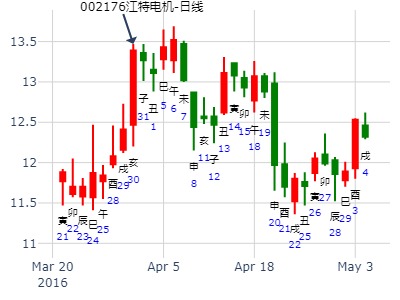 002176江特电机-日线
13.5
13
12.5
12
11.5
11
寅
21
卯
22
辰
23
巳
24
午
25
酉
28
戌
29
亥
30
子
31
丑
1
巳
5
午
6
未
7
申
8
酉
11
子
12
丑
13
寅
14
卯
15
午
18
未
19
申
20
酉
21
戌
22
丑
25
寅
26
卯
27
辰
28
巳
29
酉
3
戌
4
Mar 20
2016
Apr 5
Apr 18
May 3